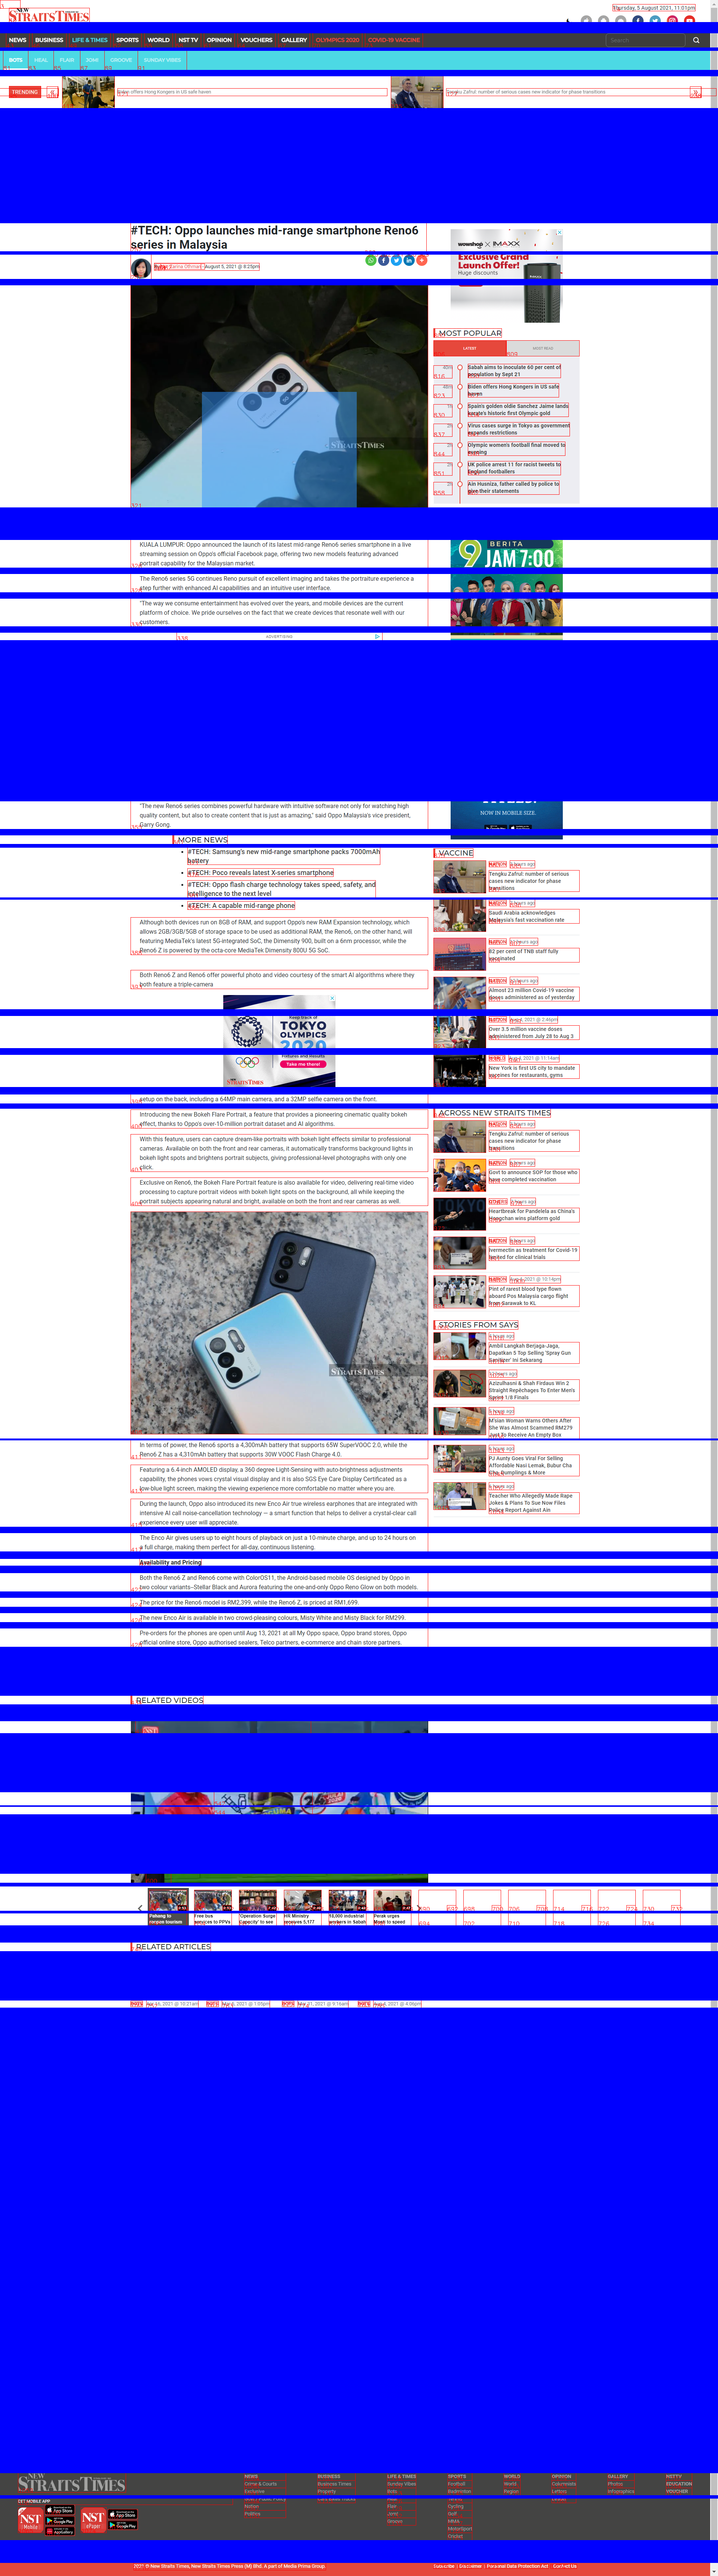 NEW
STRAITS TIMES
Thursday, 5 August 2021, 11:01pm
NEWS BUSINESS LIFE & TIMES SPORTS WORLD NST TV OPINION VOUCHERS GALLERY OLYMPICS 2020 COVID-19 VACCINE
Search
BOTS HEAL FLAIR JOM! GROOVE SUNDAY VIBES
TRENDING
offers Hong Kongers in US safe haven
Tengku Zafrul: number of serious cases new indicator for phase transitions
#TECH: Oppo launches mid-range smartphone Reno6
series in Malaysia
August 5, 2021 @ 8:25pm
wowshop X IMAXX
Exclusive Grand
Launch Offer!
Huge discounts
MOST POPULAR
LATEST
MOST READ
Sabah aims to inoculate 60 per cent of
population by Sept 21
Biden offers Hong Kongers in US safe
haven
Spain's golden oldie Sanchez Jaime lands
karate's historic first Olympic gold
Virus cases surge in Tokyo as government
expands restrictions
Olympic women's football final moved to
evening
UK police arrest 11 for racist tweets to
England footballers
Ain Husniza, father called by police to
give their statements
STRAITS TIMES
KUALA LUMPUR: Oppo announced the launch of its latest mid-range Reno6 series smartphone in a live
streaming session on Oppo's official Facebook page, offering two new models featuring advanced
portrait capability for the Malaysian market.
BERITA
9 JAM 7:00
The Reno6 series 5G continues Reno pursuit of excellent imaging and takes the portraiture experience a
step further with enhanced AI capabilities and an intuitive user interface.
"The way we consume entertainment has evolved over the years, and mobile devices are the current
platform of choice. We pride ourselves on the fact that we create devices that resonate well with our
customers.
ADVERTISING
"The new Reno6 series combines powerful hardware with intuitive software not only for watching high
quality content, but also to create content that is just as amazing," said Oppo Malaysia's vice president,
Garry Gong.
NOW IN MOBILE SIZE.
MORE NEWS
#TECH: Samsung's new mid-range smartphone packs 7000mAh
battery
#TECH: Poco reveals latest X-series smartphone
#TECH: Oppo flash charge technology takes speed, safety, and
intelligence to the next level
#TECH: A capable mid-range phone
VACCINE
Tengku Zafrul: number of serious
cases new indicator for phase
transitions
Saudi Arabia acknowledges
Malaysia's fast vaccination rate
82 per cent of TNB staff fully
vaccinated
Almost 23 million Covid-19 vaccine
doses administered as of yesterday
Over 3.5 million vaccine doses
administered from July 28 to Aug 3
New York is first US city to mandate
vaccines for restaurants, gyms
Although both devices run on 8GB of RAM, and support Oppo's new RAM Expansion technology, which
allows 2GB/3GB/5GB of storage space to be used as additional RAM, the Reno6, on the other hand, will
featuring MediaTek's latest 5G-integrated SoC, the Dimensity 900, built on a 6nm processor, while the
Reno6 Z is powered by the octa-core MediaTek Dimensity 800U 5G SoC.
Both Reno6 Z and Reno6 offer powerful photo and video courtesy of the smart AI algorithms where they
both feature a triple-camera
Keep track of
TOKYO
OLYMPICS
2020
Fixtures and Results
Take me there!
STRAITS TIMES
setup on the back, including a 64MP main camera, and a 32MP selfie camera on the front.
Introducing the new Bokeh Flare Portrait, a feature that provides a pioneering cinematic quality bokeh
effect, thanks to Oppo's over-10-million portrait dataset and AI algorithms.
With this feature, users can capture dream-like portraits with bokeh light effects similar to professional
cameras. Available on both the front and rear cameras, it automatically transforms background lights in
bokeh light spots and brightens portrait subjects, giving professional-level photographs with only one
click.
Exclusive on Reno6, the Bokeh Flare Portrait feature is also available for video, delivering real-time video
processing to capture portrait videos with bokeh light spots on the background, all while keeping the
portrait subjects appearing natural and bright, available on both the front and rear cameras as well.
ACROSS NEW STRAITS TIMES
Tengku Zafrul: number of serious
cases new indicator for phase
transitions
Govt to announce SOP for those who
have completed vaccination
Heartbreak for Pandelela as China's
Hongchan wins platform gold
Ivermectin as treatment for Covid-19
limited for clinical trials
Pint of rarest blood type flown
aboard Pos Malaysia cargo flight
from Sarawak to KL
STRAITS TIMES
STORIES FROM SAYS
Ambil Langkah Berjaga-Jaga,
Dapatkan 5 Top Selling 'Spray Gun
Sanitizer' Ini Sekarang
Azizulhasni & Shah Firdaus Win 2
Straight Repêchages To Enter Men's
Sprint 1/8 Finals
M'sian Woman Warns Others After
She Was Almost Scammed RM279
Just To Receive An Empty Box
PJ Aunty Goes Viral For Selling
Affordable Nasi Lemak, Bubur Cha
Cha, Dumplings & More
Teacher Who Allegedly Made Rape
Jokes & Plans To Sue Now Files
Police Report Against Ain
In terms of power, the Reno6 sports a 4,300mAh battery that supports 65W SuperVOOC 2.0, while the
Reno6 Z has a 4,310mAh battery that supports 30W VOOC Flash Charge 4.0.
Featuring a 6.4-inch AMOLED display, a 360 degree Light-Sensing with auto-brightness adjustments
capability, the phones vows crystal visual display and it is also SGS Eye Care Display Certificated as a
low-blue light screen, making the viewing experience more comfortable no matter where you are.
During the launch, Oppo also introduced its new Enco Air true wireless earphones that are integrated with
intensive AI call noise-cancellation technology — a smart function that helps to deliver a crystal-clear call
experience every user will appreciate.
The Enco Air gives users up to eight hours of playback on just a 10-minute charge, and up to 24 hours on
a full charge, making them perfect for all-day, continuous listening.
Availability and Pricing
Both the Reno6 Z and Reno6 come with ColorOS11, the Android-based mobile OS designed by Oppo in
two colour variants–Stellar Black and Aurora featuring the one-and-only Oppo Reno Glow on both models.
The price for the Reno6 model is RM2,399, while the Reno6 Z, is priced at RM1,699.
The new Enco Air is available in two crowd-pleasing colours, Misty White and Misty Black for RM299.
Pre-orders for the phones are open until Aug 13, 2021 at all My Oppo space, Oppo brand stores, Oppo
official online store, Oppo authorised sealers, Telco partners, e-commerce and chain store partners.
RELATED VIDEOS
NST
Free bus
services to PPVs
'Operation Surge
Capacity' to see
HR Ministry
receives 5,177
18,000 industrial
workers in Sabah
Perak urges
Moah to speed
RELATED ARTICLES
NEW
STRAITS TIMES
GET MOBILE APP
NST Mobile
App Store
Google Play
AppGallery
NST ePaper
App Store
Google Play
NEWS
Crime & Courts
Exclusive
Nation
Politics
BUSINESS
Business Times
Property
LIFE & TIMES
Sunday Vibes
Bots
Flair
Jom!
Groove
SPORTS
Football
Badminton
Cycling
Golf
MMA
Motorsport
Cricket
WORLD
World
Region
OPINION
Columnists
Letters
GALLERY
Photos
Infographics
NSTTV
EDUCATION
VOUCHER
2021 © New Straits Times, New Straits Times Press (M) Bhd. A part of Media Prima Group.
Subscribe | Disclaimer | Personal Data Protection Act | Contact Us